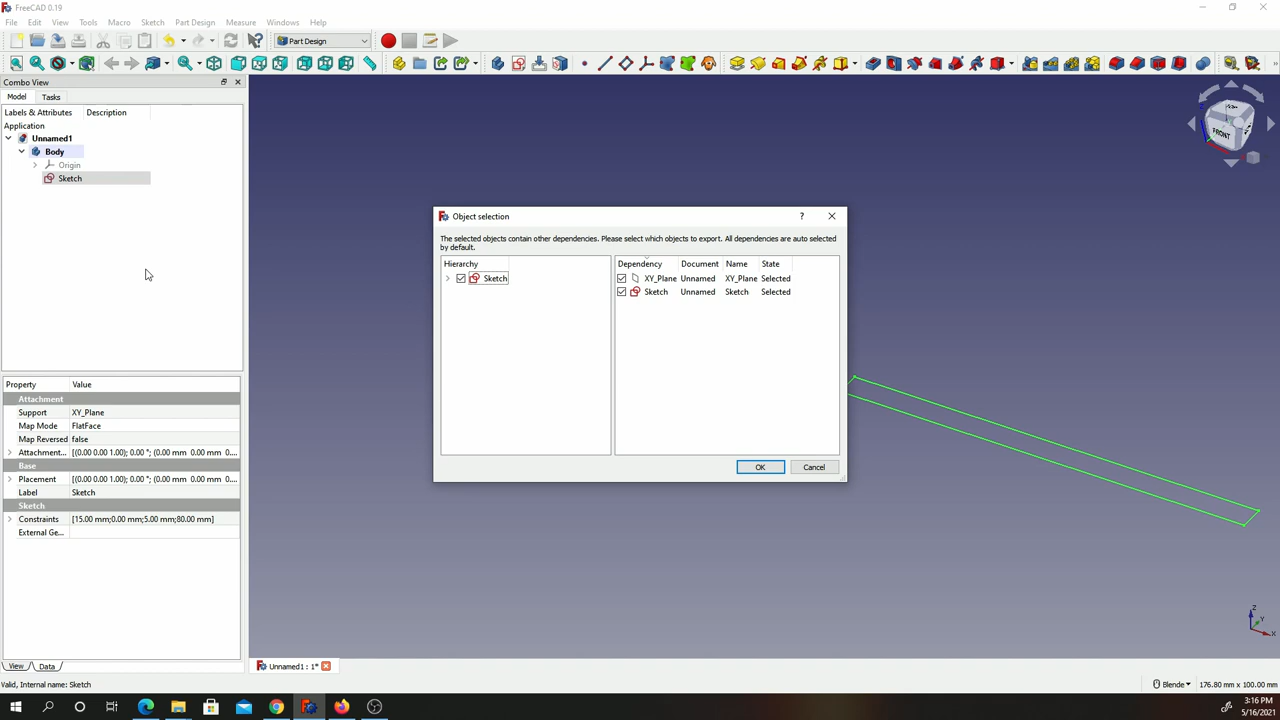 FreeCAD 0.19
File Edit View Tools Macro Sketch Part Design Measure Windows Help
Part Design
Combo View
Model Tasks
Labels & Attributes Description
Application
Unnamed1
Body
Origin
Sketch
FRONT
Object selection
?
The selected objects contain other dependencies. Please select which objects to export. All dependencies are auto selected
by default.
Hierarchy
Sketch
Dependency Document Name State
XY_Plane Unnamed XY_Plane Selected
Sketch Unnamed Sketch Selected
OK Cancel
Property Value
Attachment
Support XY_Plane
Map Mode FlatFace
Map Reversed false
Attachment... [(0.00 0.00 1.00); 0.00 °; (0.00 mm 0.00 mm 0....
Base
Placement [(0.00 0.00 1.00); 0.00 °; (0.00 mm 0.00 mm 0....
Label Sketch
Sketch
Constraints [15.00 mm;0.00 mm;5.00 mm;80.00 mm]
External Ge...
Z
Y
X
View Data
Unnamed1 : 1*
Valid, Internal name: Sketch
Blende 176.80 mm x 100.00 mm
3:16 PM
5/16/2021